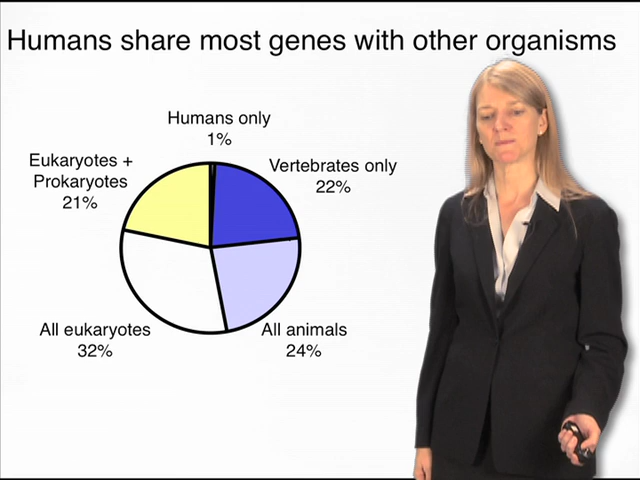 Humans share most genes with other organisms
Humans only
1%
Vertebrates only
22%
Eukaryotes +
Prokaryotes
21%
All eukaryotes
32%
All animals
24%